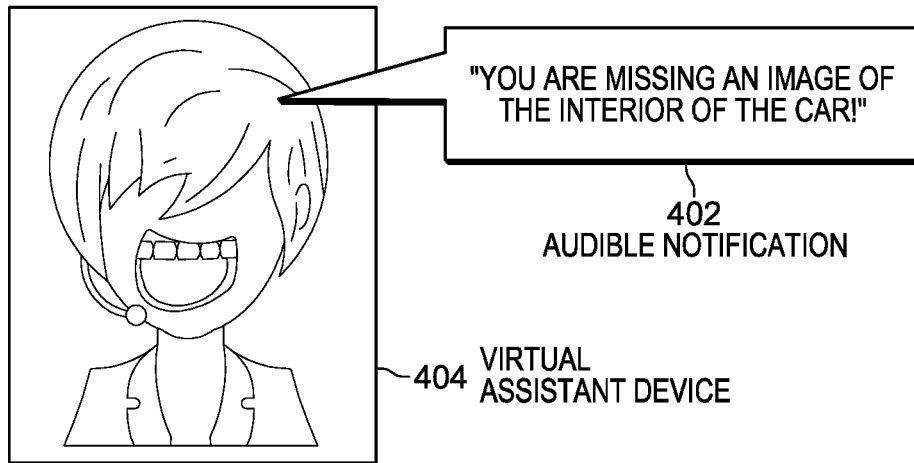 "YOU ARE MISSING AN IMAGE OF
THE INTERIOR OF THE CAR!"
402
AUDIBLE NOTIFICATION
404 VIRTUAL
ASSISTANT DEVICE